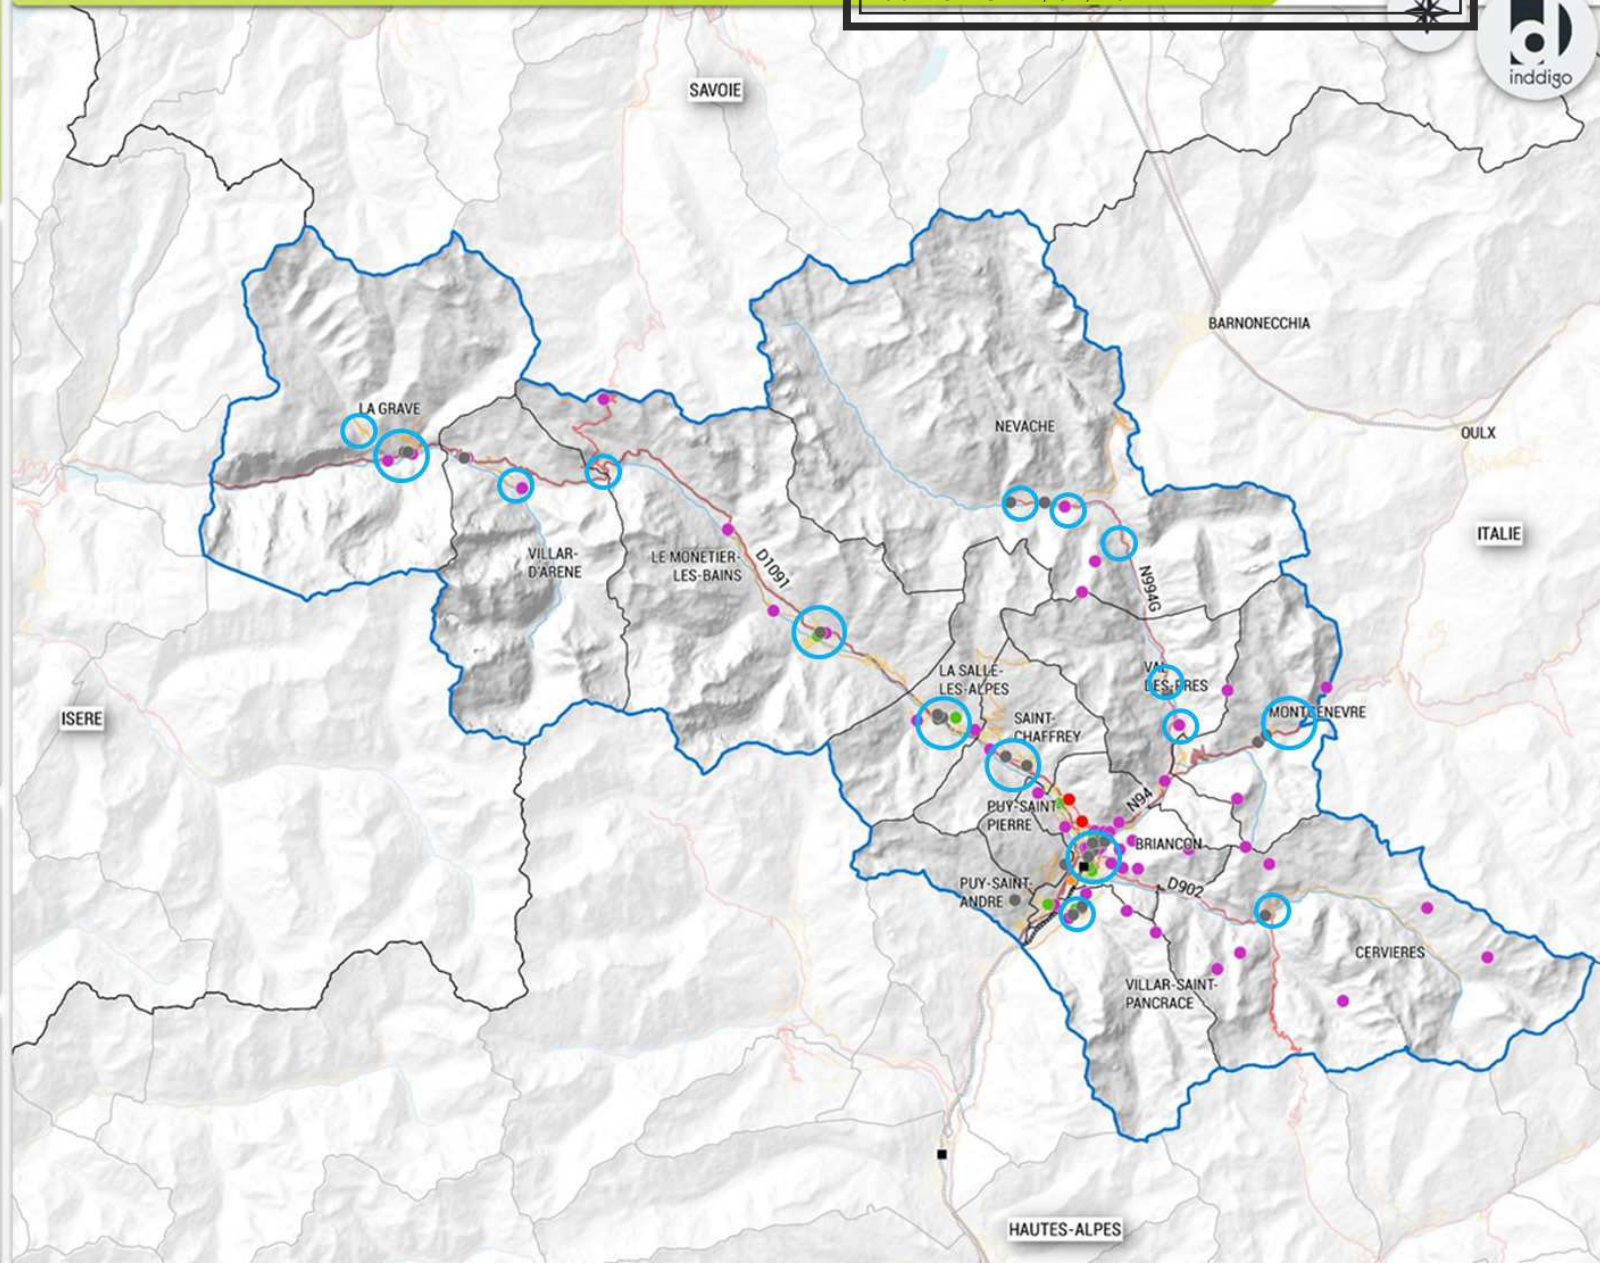 inddigo
SAVOIE
BARNONECCHIA
LA GRAVE
NEVACHE
OULX
ITALIE
VILLAR-
D'ARENE
LE MONETIER-
LES-BAINS
D1091
N994G
LA SALLE-
LES-ALPES
VAL-
DES-PRES
ISERE
SAINT-
CHAFFREY
MONTGENEVRE
PUY-SAINT-
PIERRE
N94
BRIANCON
PUY-SAINT-
ANDRE
D902
CERVIERES
VILLAR-SAINT-
PANCRACE
HAUTES-ALPES